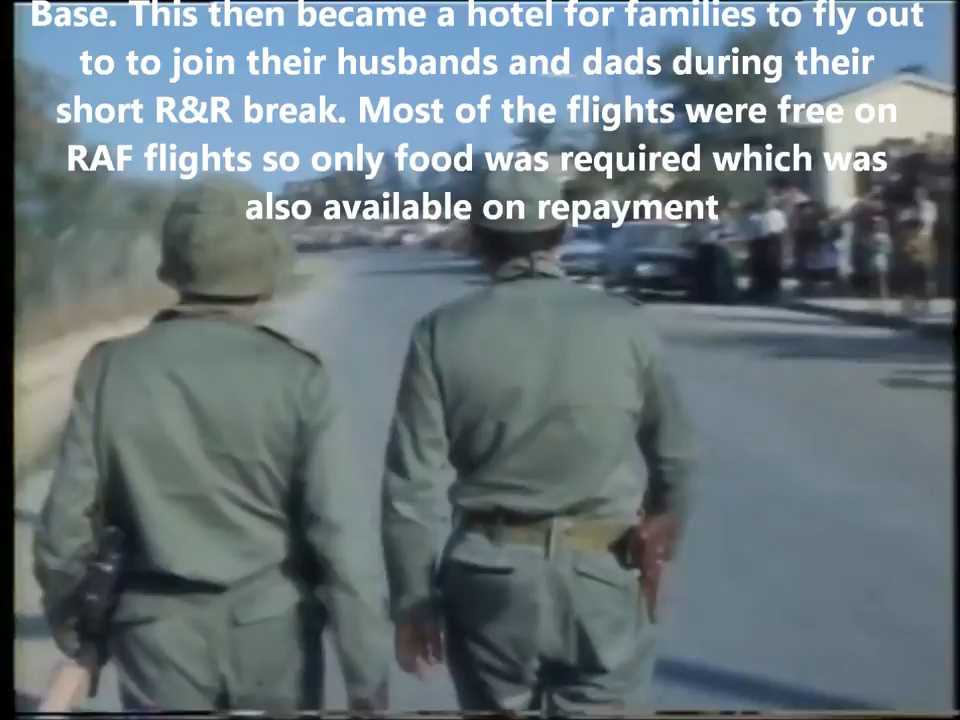 Base. This then became a hotel for families to fly out
to to join their husbands and dads during their
short R&R break. Most of the flights were free on
RAF flights so only food was required which was
also available on repayment